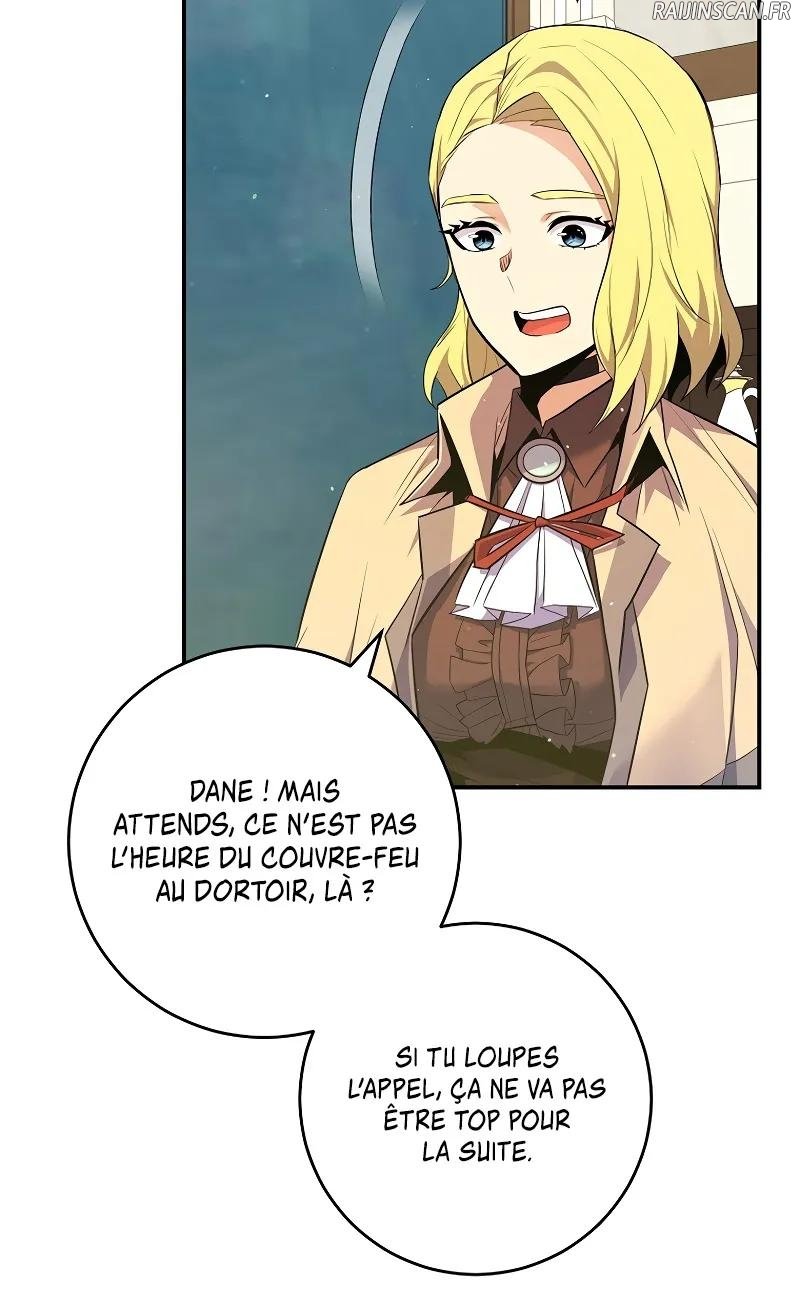 RAIJINSCAN.FR
DANE ! MAIS
ATTENDS, CE N'EST PAS
L'HEURE DU COUVRE-FEU
AU DORTOIR, LÀ ?
SI TU LOUPES
L'APPEL, ÇA NE VA PAS
ÊTRE TOP POUR
LA SUITE.